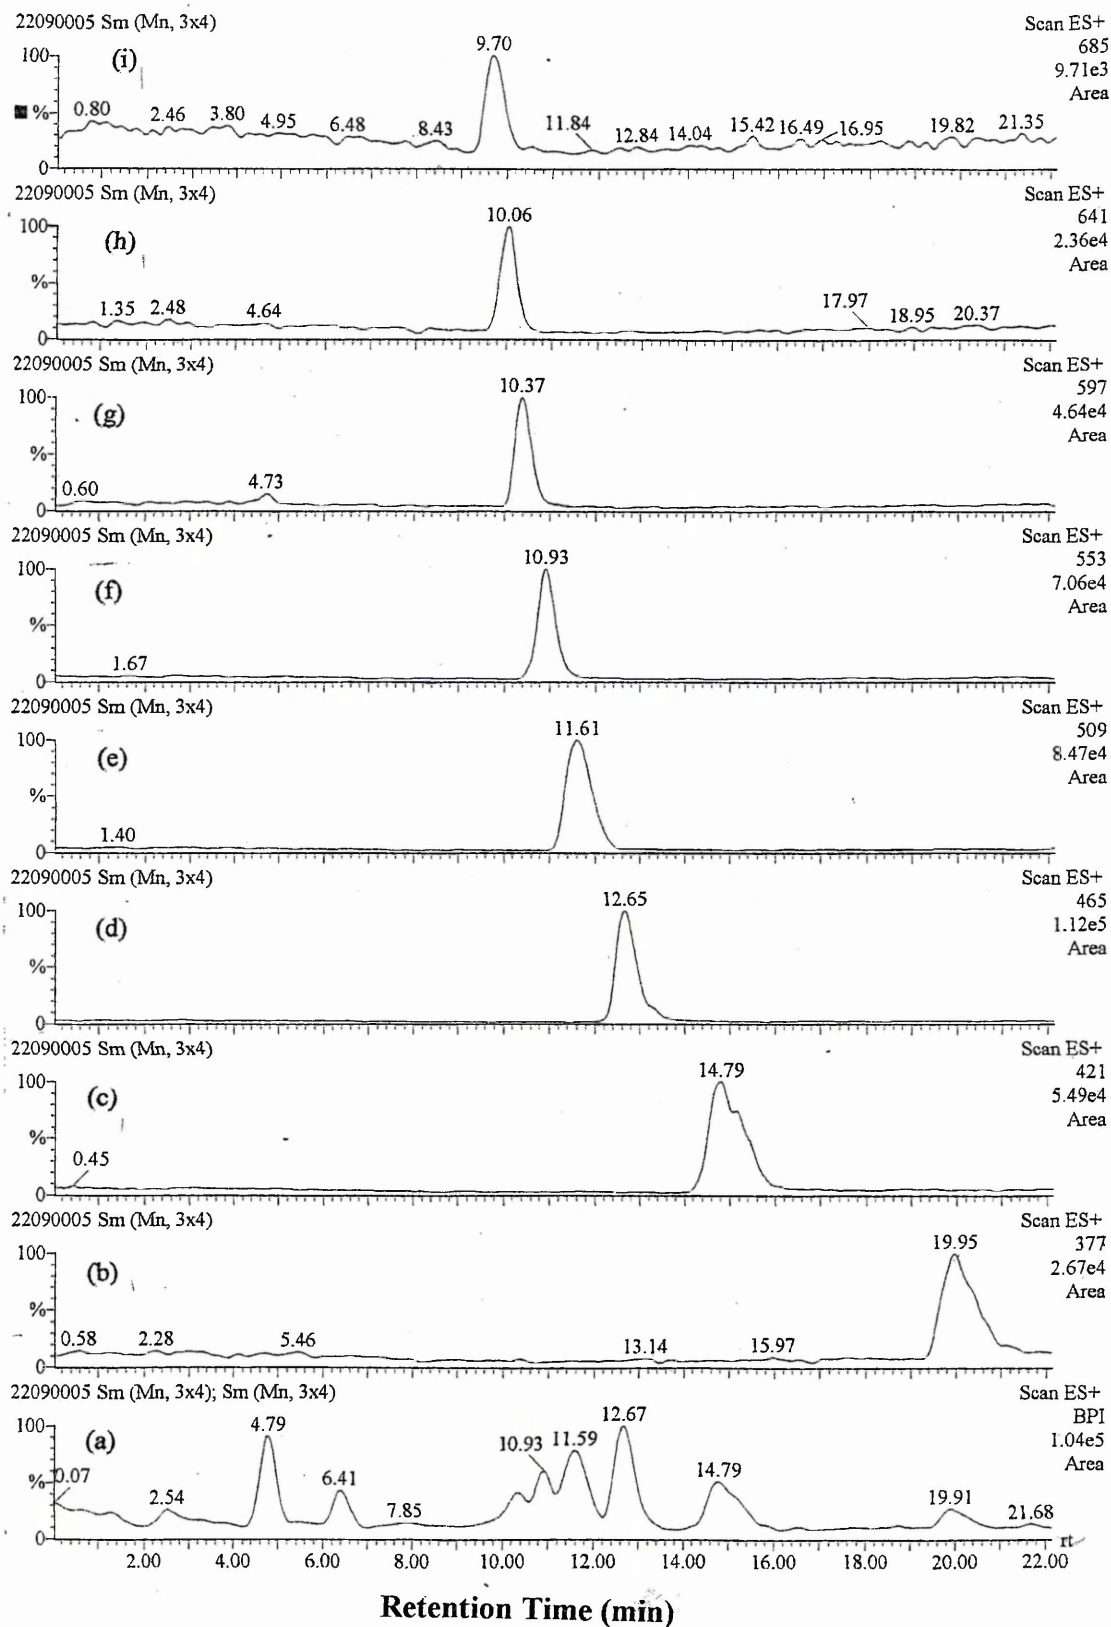 22090005 Sm (Mn, 3x4) Scan ES+
685
9.71e3
Area
100
%
0
(i)
9.70
0.80 2.46 3.80 4.95 6.48 8.43 11.84 12.84 14.04 15.42 16.49 16.95 19.82 21.35
22090005 Sm (Mn, 3x4) Scan ES+
641
2.36e4
Area
100
%
0
(h)
10.06
1.35 2.48 4.64 17.97 18.95 20.37
22090005 Sm (Mn, 3x4) Scan ES+
597
4.64e4
Area
100
%
0
(g)
10.37
0.60 4.73
22090005 Sm (Mn, 3x4) Scan ES+
553
7.06e4
Area
100
%
0
(f)
10.93
1.67
22090005 Sm (Mn, 3x4) Scan ES+
509
8.47e4
Area
100
%
0
(e)
11.61
1.40
22090005 Sm (Mn, 3x4) Scan ES+
465
1.12e5
Area
100
%
0
(d)
12.65
22090005 Sm (Mn, 3x4) Scan ES+
421
5.49e4
Area
100
%
0
(c)
14.79
0.45
22090005 Sm (Mn, 3x4) Scan ES+
377
2.67e4
Area
100
%
0
(b)
19.95
0.58 2.28 5.46 13.14 15.97
22090005 Sm (Mn, 3x4); Sm (Mn, 3x4) Scan ES+
BPI
1.04e5
Area
100
%
0
(a)
0.07 2.54 4.79 6.41 7.85 10.93 11.59 12.67 14.79 19.91 21.68
rt
2.00 4.00 6.00 8.00 10.00 12.00 14.00 16.00 18.00 20.00 22.00
Retention Time (min)